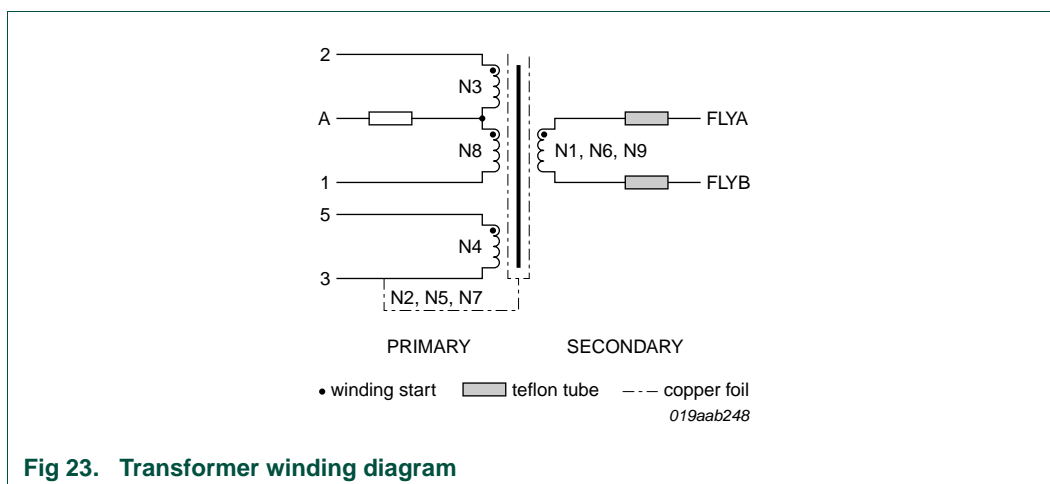 2
N3
A
FLYA
N8
N1, N6, N9
1
FLYB
5
N4
3
N2, N5, N7
PRIMARY SECONDARY
winding start teflon tube copper foil
019aab248
Fig 23. Transformer winding diagram